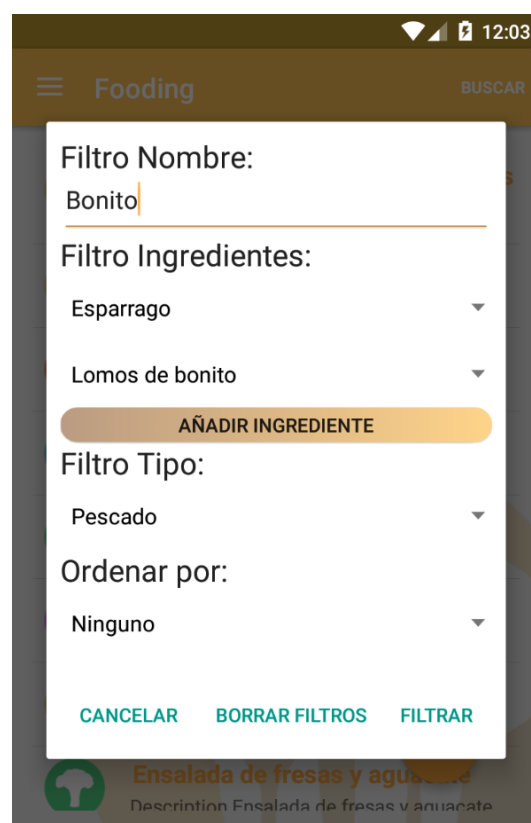 12:03
Fooding
BUSCAR
Filtro Nombre:
Bonito
Filtro Ingredientes:
Esparrago
Lomos de bonito
AÑADIR INGREDIENTE
Filtro Tipo:
Pescado
Ordenar por:
Ninguno
CANCELAR BORRAR FILTROS FILTRAR
Ensalada de fresas y aguacate
Description Ensalada de fresas y aguacate